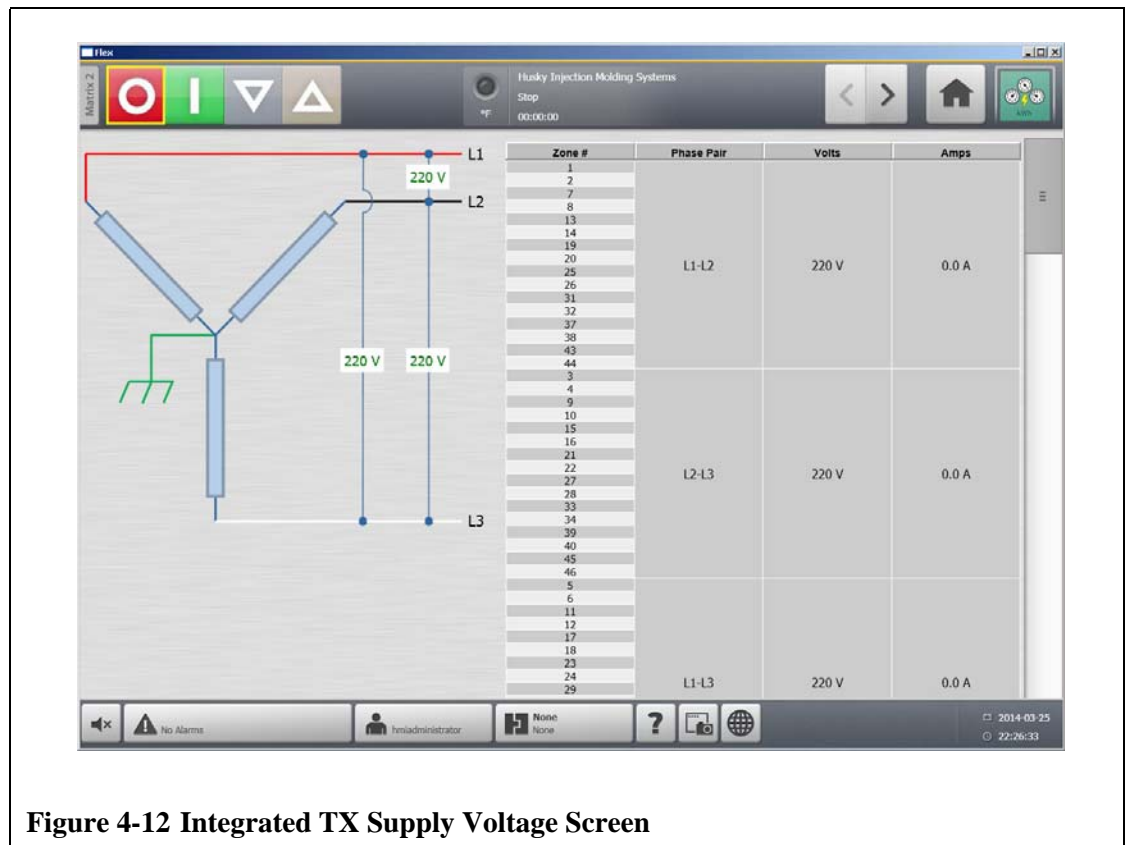 Flex
Matrix 2
°F
Husky Injection Molding Systems
Stop
00:00:00
kWh
L1
220 V
L2
220 V
220 V
L3
Zone #
Phase Pair
Volts
Amps
1
2
7
8
13
14
19
20
25
26
31
32
37
38
43
44
L1-L2
220 V
0.0 A
3
4
9
10
15
16
21
22
27
28
33
34
39
40
45
46
L2-L3
220 V
0.0 A
5
6
11
12
17
18
23
24
29
L1-L3
220 V
0.0 A
No Alarms
hmiadministrator
None
None
?
2014-03-25
22:26:33
Figure 4-12 Integrated TX Supply Voltage Screen